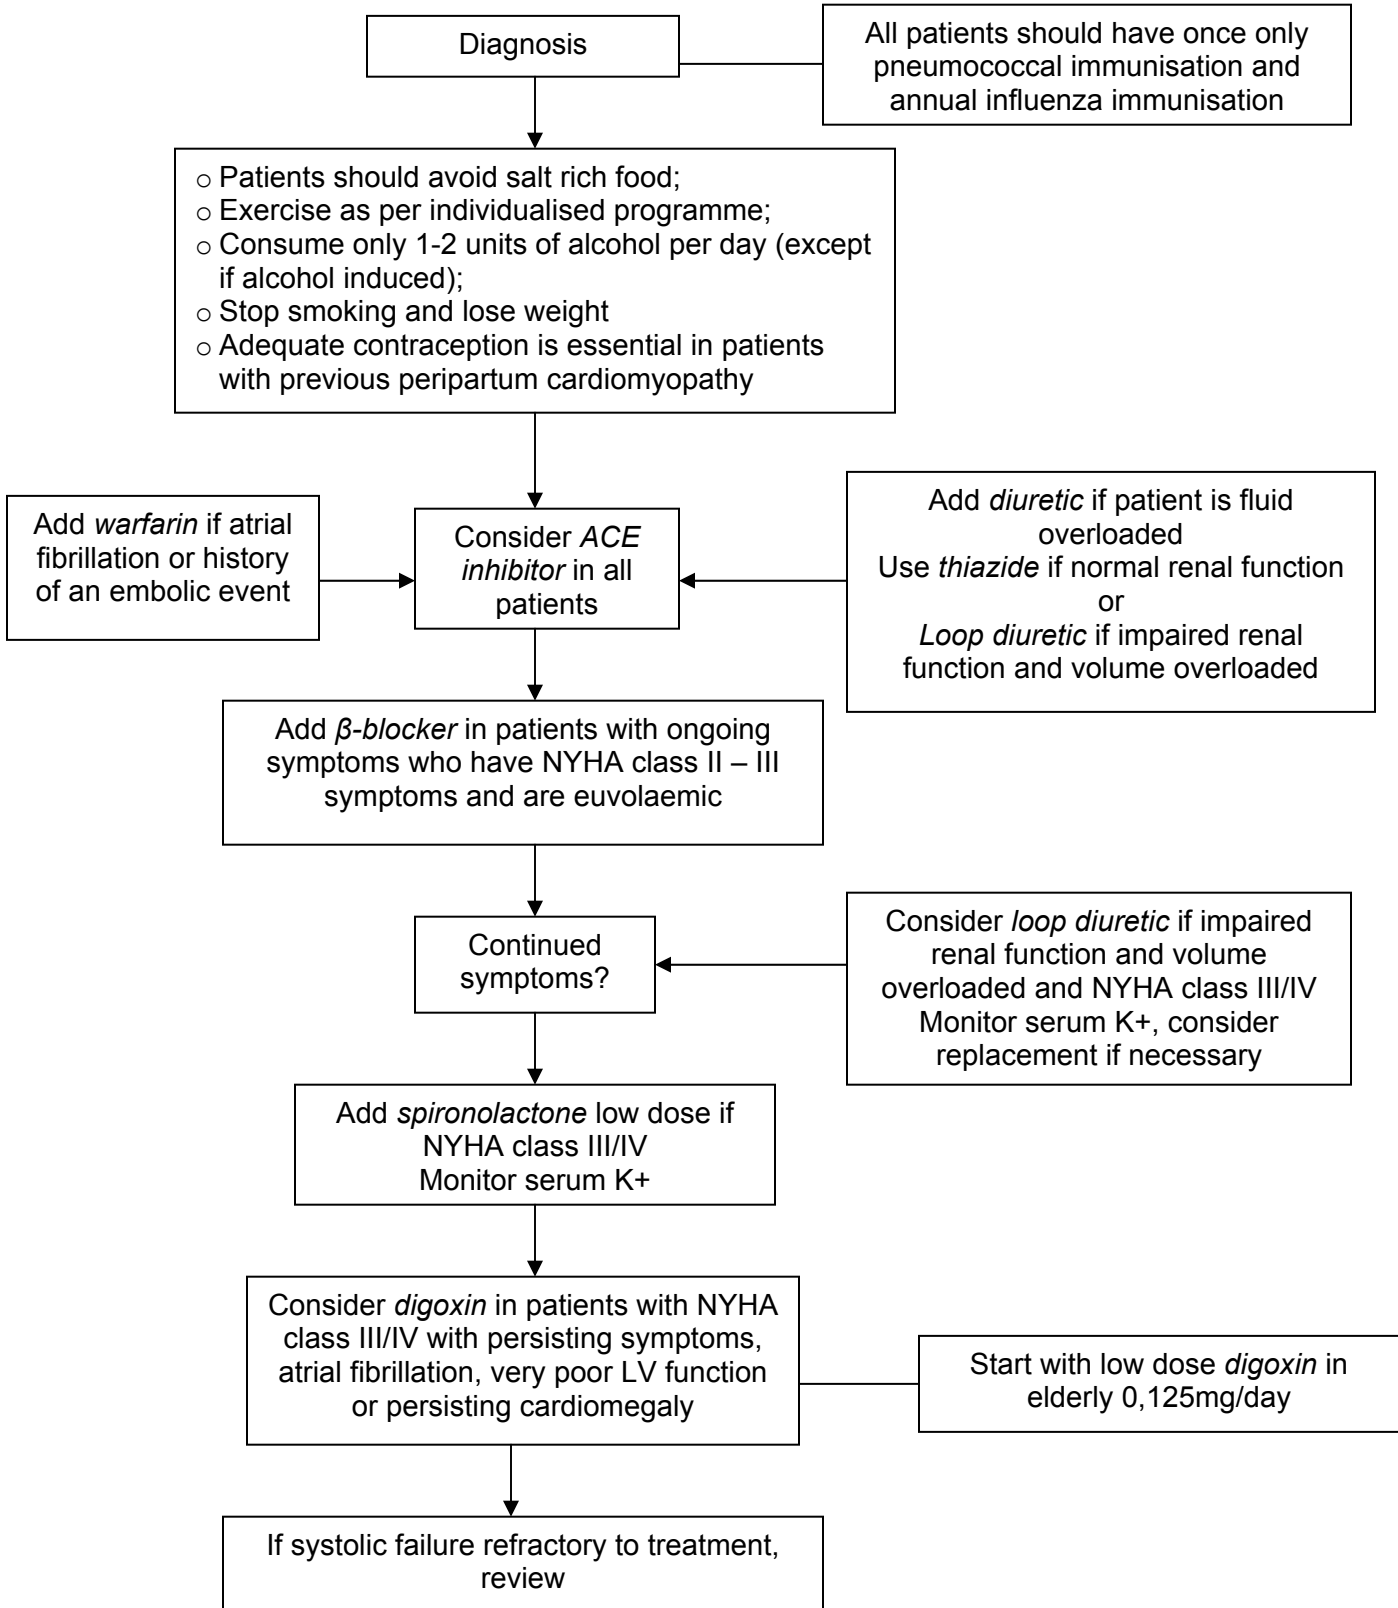 Diagnosis
All patients should have once only
pneumococcal immunisation and
annual influenza immunisation
○ Patients should avoid salt rich food;
○ Exercise as per individualised programme;
○ Consume only 1-2 units of alcohol per day (except
if alcohol induced);
○ Stop smoking and lose weight
○ Adequate contraception is essential in patients
with previous peripartum cardiomyopathy
Add warfarin if atrial
fibrillation or history
of an embolic event
Consider ACE
inhibitor in all
patients
Add diuretic if patient is fluid
overloaded
Use thiazide if normal renal function
or
Loop diuretic if impaired renal
function and volume overloaded
Add β-blocker in patients with ongoing
symptoms who have NYHA class II – III
symptoms and are euvolaemic
Continued
symptoms?
Consider loop diuretic if impaired
renal function and volume
overloaded and NYHA class III/IV
Monitor serum K+, consider
replacement if necessary
Add spironolactone low dose if
NYHA class III/IV
Monitor serum K+
Consider digoxin in patients with NYHA
class III/IV with persisting symptoms,
atrial fibrillation, very poor LV function
or persisting cardiomegaly
Start with low dose digoxin in
elderly 0,125mg/day
If systolic failure refractory to treatment,
review